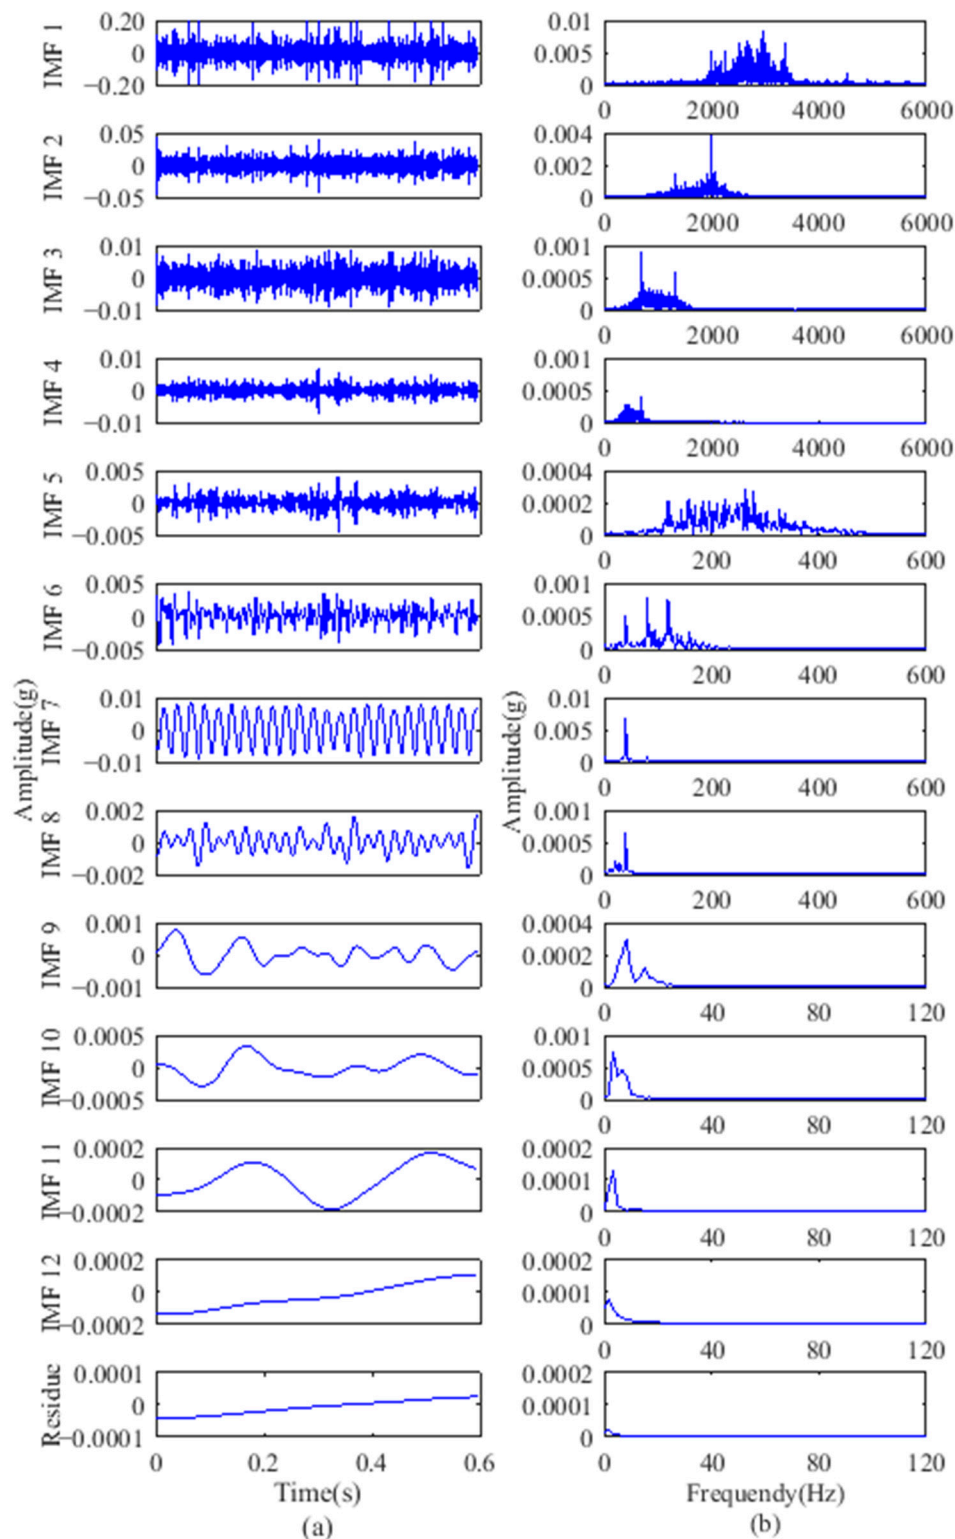 IMF 1
0.20
0
−0.20
0.01
0.005
0
0 2000 4000 6000
IMF 2
0.05
0
−0.05
0.004
0.002
0
0 2000 4000 6000
IMF 3
0.01
0
−0.01
0.001
0.0005
0
0 2000 4000 6000
IMF 4
0.01
0
−0.01
0.001
0.0005
0
0 2000 4000 6000
IMF 5
0.005
0
−0.005
0.0004
0.0002
0
0 200 400 600
IMF 6
0.005
0
−0.005
0.001
0.0005
0
0 200 400 600
Amplitude(g)
IMF 7
0.01
0
−0.01
Amplitude(g)
0.01
0.005
0
0 200 400 600
IMF 8
0.002
0
−0.002
0.001
0.0005
0
0 200 400 600
IMF 9
0.001
0
−0.001
0.0004
0.0002
0
0 40 80 120
IMF 10
0.0005
0
−0.0005
0.001
0.0005
0
0 40 80 120
IMF 11
0.0002
0
−0.0002
0.0002
0.0001
0
0 40 80 120
IMF 12
0.0002
0
−0.0002
0.0002
0.0001
0
0 40 80 120
Residue
0.0001
0
−0.0001
0 0.2 0.4 0.6
Time(s)
(a)
0.0002
0.0001
0
0 40 80 120
Frequendy(Hz)
(b)